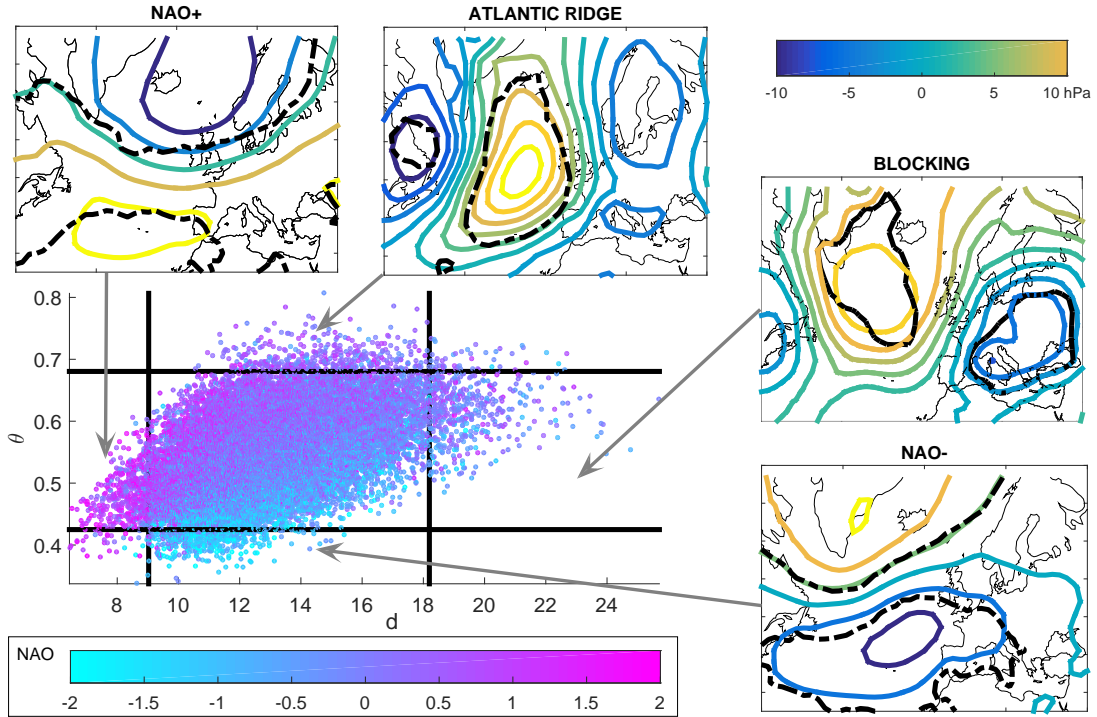 NAO+
ATLANTIC RIDGE
-10 -5 0 5 10 hPa
BLOCKING
0.8
0.7
0.6
θ
0.5
0.4
8 10 12 14 16 18 20 22 24
d
NAO-
NAO
-2 -1.5 -1 -0.5 0 0.5 1 1.5 2